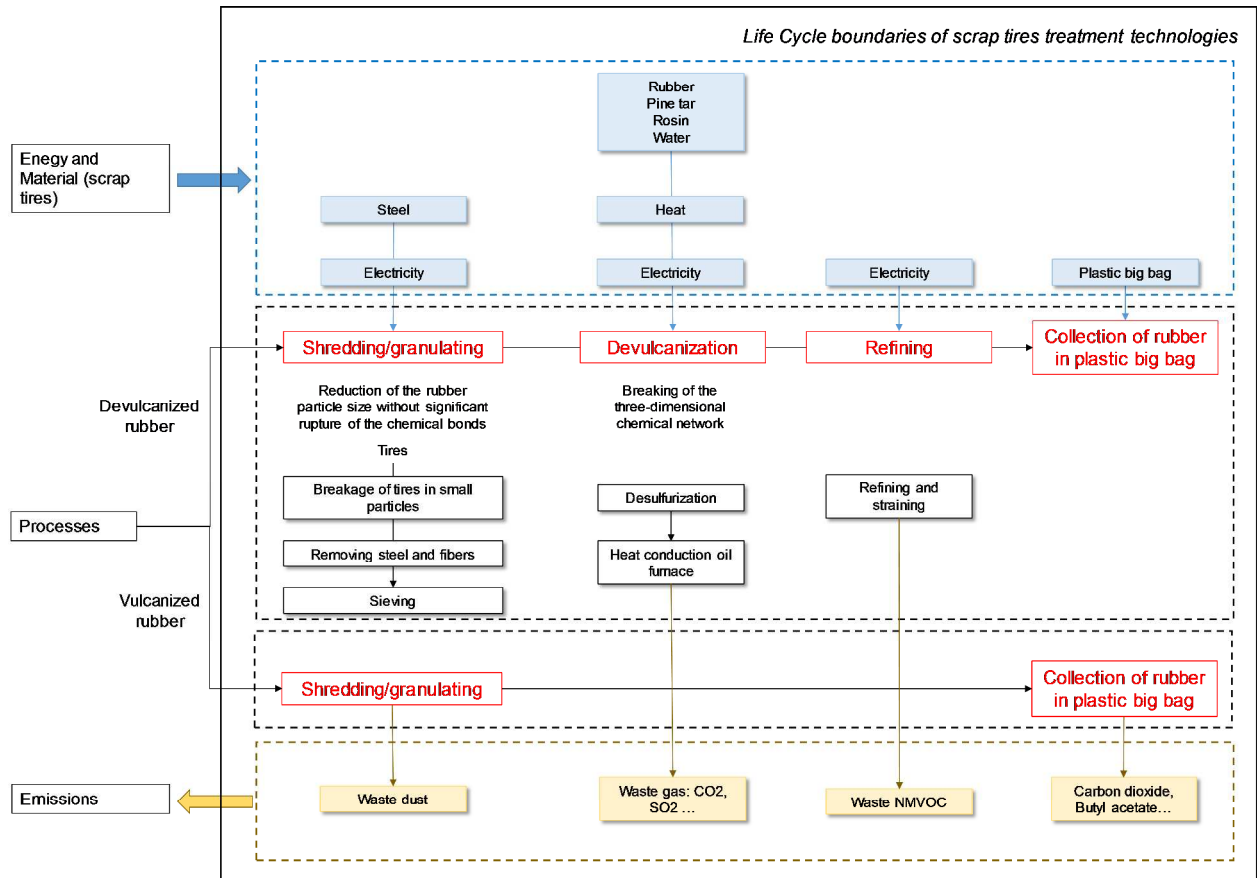 Life Cycle boundaries of scrap tires treatment technologies
Rubber
Pine tar
Rosin
Water
Enegy and
Material (scrap
tires)
Steel
Heat
Electricity
Electricity
Electricity
Plastic big bag
Shredding/granulating
Devulcanization
Refining
Collection of rubber
in plastic big bag
Reduction of the rubber
particle size without significant
rupture of the chemical bonds
Breaking of the
three-dimensional
chemical network
Devulcanized
rubber
Tires
Breakage of tires in small
particles
Desulfurization
Refining and
straining
Processes
Removing steel and fibers
Heat conduction oil
furnace
Sieving
Vulcanized
rubber
Shredding/granulating
Collection of rubber
in plastic big bag
Emissions
Waste dust
Waste gas: CO2,
SO2 ...
Waste NMVOC
Carbon dioxide,
Butyl acetate...